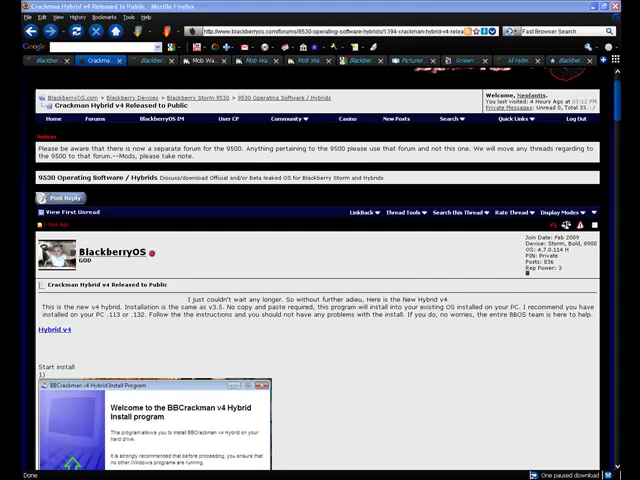 Crackman Hybrid v4 Released to Public. - Mozilla Firefox
File Edit View History Bookmarks Tools Help
http://www.blackberryos.com/forums/9530-operating-software-hybrids/1394-crackman-hybrid-v4-relea
FastBrowser Search
Google
Crackma...
Mob Wa
Mob Wa
Mob Wa
Pictures
Screen
BlackberryOS.com > Blackberry Devices > Blackberry Storm 9530 > 9530 Operating Software / Hybrids
Crackman Hybrid v4 Released to Public
Welcome, Neolantis.
You last visited: 4 Hours Ago at 03:12 PM
Private Messages: Unread 0, Total 33.
Home Forums BlackberryOS IM User CP Community Casino New Posts Search Quick Links Log Out
Notices
Please be aware that there is now a separate forum for the 9500. Anything pertaining to the 9500 please use that forum and not this one. We will move any threads regarding to
the 9500 to that forum.--Mods, please take note.
9530 Operating Software / Hybrids Discuss/download Official and/or Beta leaked OS for Blackberry Storm and Hybrids
Post Reply
View First Unread LinkBack Thread Tools Search this Thread Rate Thread Display Modes
BlackberryOS
GOD
Join Date: Feb 2009
Device: Storm, Bold, 8900
OS: 4.7.0.114 H
PIN: Private
Posts: 836
Rep Power: 3
Crackman Hybrid v4 Released to Public
I just couldn't wait any longer. So without further adieu, Here is the New Hybrid v4
This is the new v4 hybrid. Installation is the same as v3.5. No copy and paste required, this program will install into your existing OS installed on your PC. I recommend you have
installed on your PC .113 or .132. Follow the the instructions and you should not have any problems with the install. If you do, no worries, the entire BBOS team is here to help.
Hybrid v4
Start install
1)
BBCrackman v4 Hybrid Install Program
Welcome to the BBCrackman v4 Hybrid
Install program
This program allows you to install BBCrackman v4 Hybrid on your
hard drive.
It is strongly recommended that before proceeding, you ensure that
no other Windows programs are running.
Done
One paused download